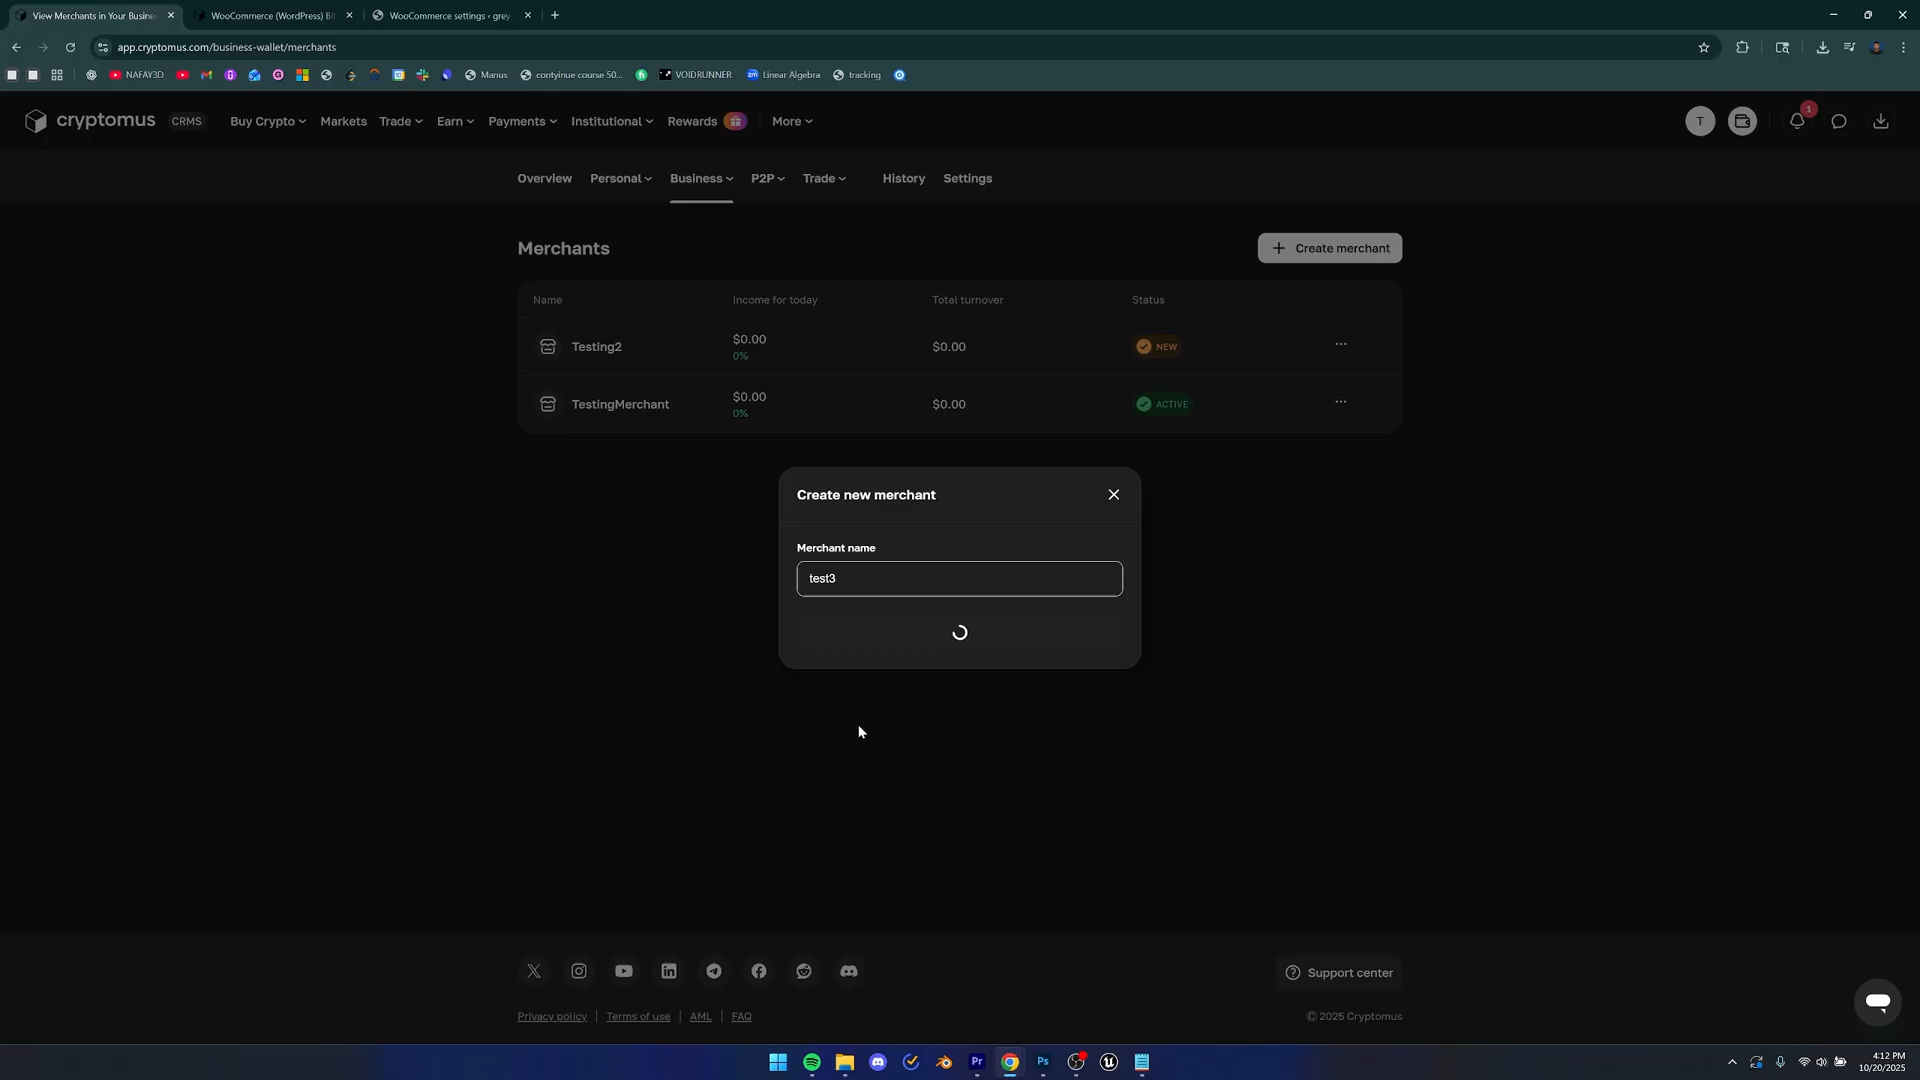 View Merchants in Your Busine
WooCommerce (WordPress) Bi
WooCommerce settings ‹ grey
app.cryptomus.com/business-wallet/merchants
NAFAY3D
Manus
contyinue course 50...
VOIDRUNNER
Linear Algebra
tracking
cryptomus
CRMS
Buy Crypto
Markets
Trade
Earn
Payments
Institutional
Rewards
More
T
1
Overview
Personal
Business
P2P
Trade
History
Settings
Merchants
+ Create merchant
Name
Income for today
Total turnover
Status
Testing2
$0.00
0%
$0.00
NEW
...
TestingMerchant
$0.00
0%
$0.00
ACTIVE
...
Create new merchant
Merchant name
test3
Support center
Privacy policy | Terms of use | AML | FAQ
© 2025 Cryptomus
Pr
Ps
4:12 PM
10/20/2025